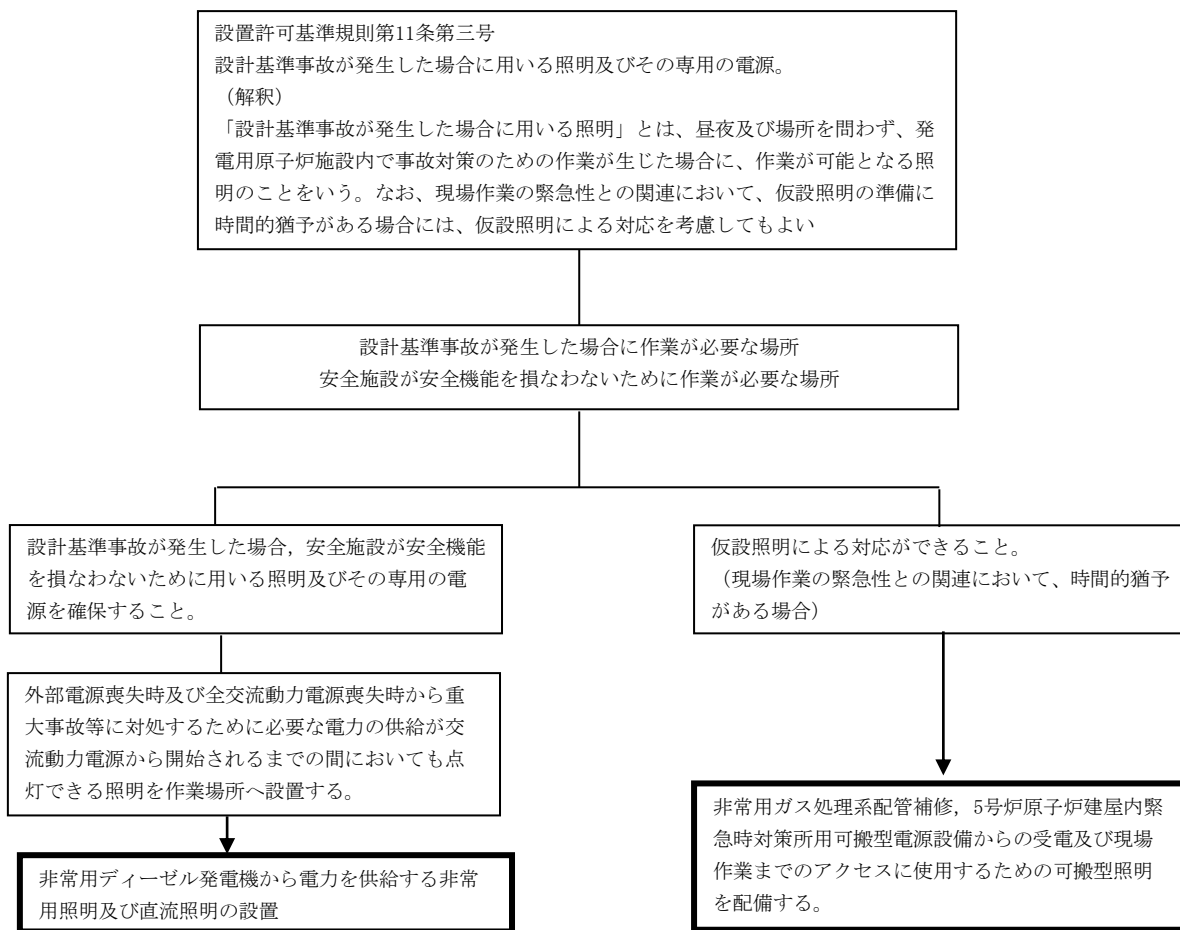 設置許可基準規則第11条第三号
設計基準事故が発生した場合に用いる照明及びその専用の電源。
（解釈）
「設計基準事故が発生した場合に用いる照明」とは、昼夜及び場所を問わず、発
電用原子炉施設内で事故対策のための作業が生じた場合に、作業が可能となる照
明のことをいう。なお、現場作業の緊急性との関連において、仮設照明の準備に
時間的猶予がある場合には、仮設照明による対応を考慮してもよい
設計基準事故が発生した場合に作業が必要な場所
安全施設が安全機能を損なわないために作業が必要な場所
設計基準事故が発生した場合，安全施設が安全機能
を損なわないために用いる照明及びその専用の電
源を確保すること。
外部電源喪失時及び全交流動力電源喪失時から重
大事故等に対処するために必要な電力の供給が交
流動力電源から開始されるまでの間においても点
灯できる照明を作業場所へ設置する。
非常用ディーゼル発電機から電力を供給する非常
用照明及び直流照明の設置
仮設照明による対応ができること。
（現場作業の緊急性との関連において、時間的猶予
がある場合）
非常用ガス処理系配管補修，5号炉原子炉建屋内緊
急時対策所用可搬型電源設備からの受電及び現場
作業までのアクセスに使用するための可搬型照明
を配備する。